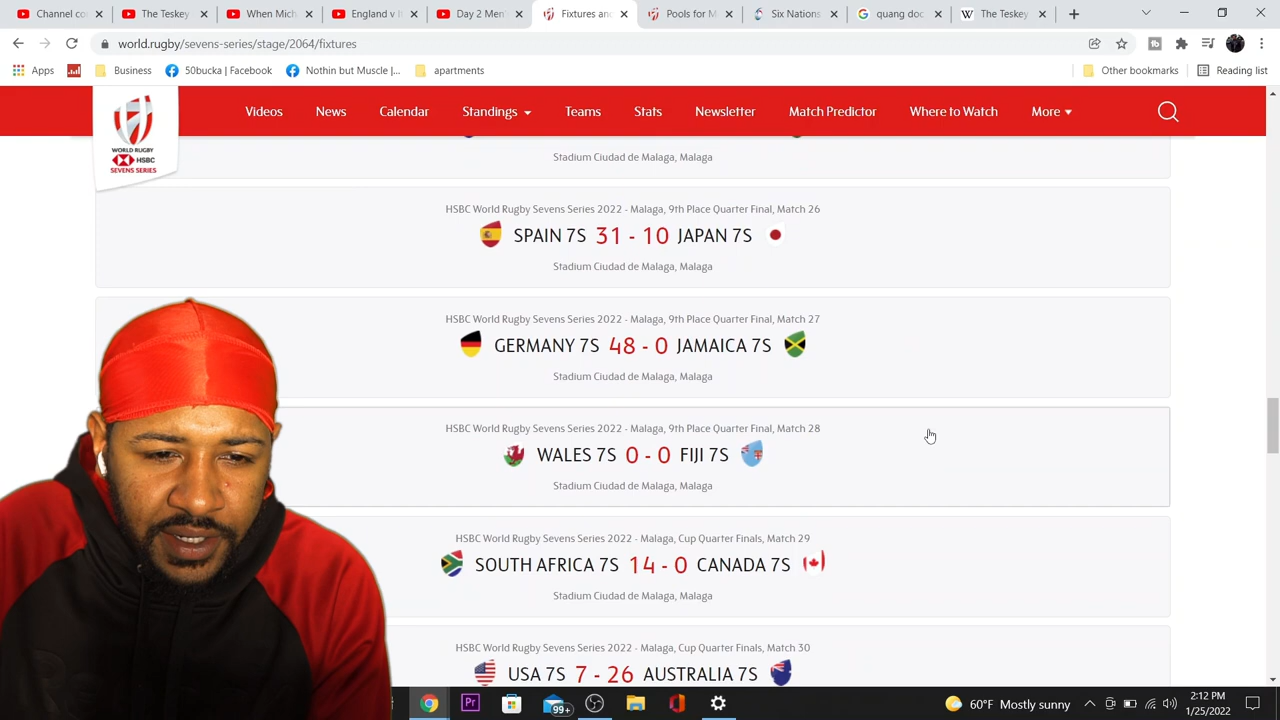 Channel co
The Teskey
When Mich
England v I
Day 2 Men'
Fixtures an
Pools for M
Six Nations
quang doc
The Teskey
world.rugby/sevens-series/stage/2064/fixtures
Apps
Business
50bucka | Facebook
Nothin but Muscle |...
apartments
Other bookmarks
Reading list
WORLD RUGBY
HSBC
SEVENS SERIES
Videos
News
Calendar
Standings
Teams
Stats
Newsletter
Match Predictor
Where to Watch
More
Stadium Ciudad de Malaga, Malaga
HSBC World Rugby Sevens Series 2022 - Malaga, 9th Place Quarter Final, Match 26
SPAIN 7S 31 - 10 JAPAN 7S
Stadium Ciudad de Malaga, Malaga
HSBC World Rugby Sevens Series 2022 - Malaga, 9th Place Quarter Final, Match 27
GERMANY 7S 48 - 0 JAMAICA 7S
Stadium Ciudad de Malaga, Malaga
HSBC World Rugby Sevens Series 2022 - Malaga, 9th Place Quarter Final, Match 28
WALES 7S 0 - 0 FIJI 7S
Stadium Ciudad de Malaga, Malaga
HSBC World Rugby Sevens Series 2022 - Malaga, Cup Quarter Finals, Match 29
SOUTH AFRICA 7S 14 - 0 CANADA 7S
Stadium Ciudad de Malaga, Malaga
HSBC World Rugby Sevens Series 2022 - Malaga, Cup Quarter Finals, Match 30
USA 7S 7 - 26 AUSTRALIA 7S
Pr
99+
60°F Mostly sunny
2:12 PM
1/25/2022